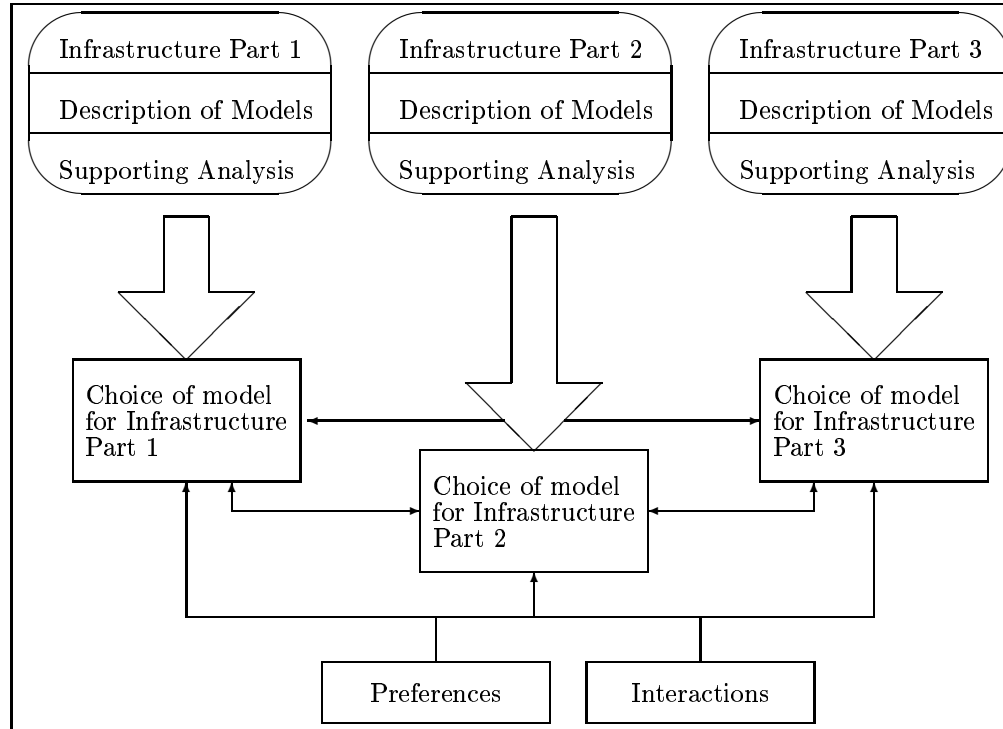 Infrastructure Part 1
Description of Models
Supporting Analysis
Infrastructure Part 2
Description of Models
Supporting Analysis
Infrastructure Part 3
Description of Models
Supporting Analysis
Choice of model
for Infrastructure
Part 1
Choice of model
for Infrastructure
Part 2
Choice of model
for Infrastructure
Part 3
Preferences
Interactions